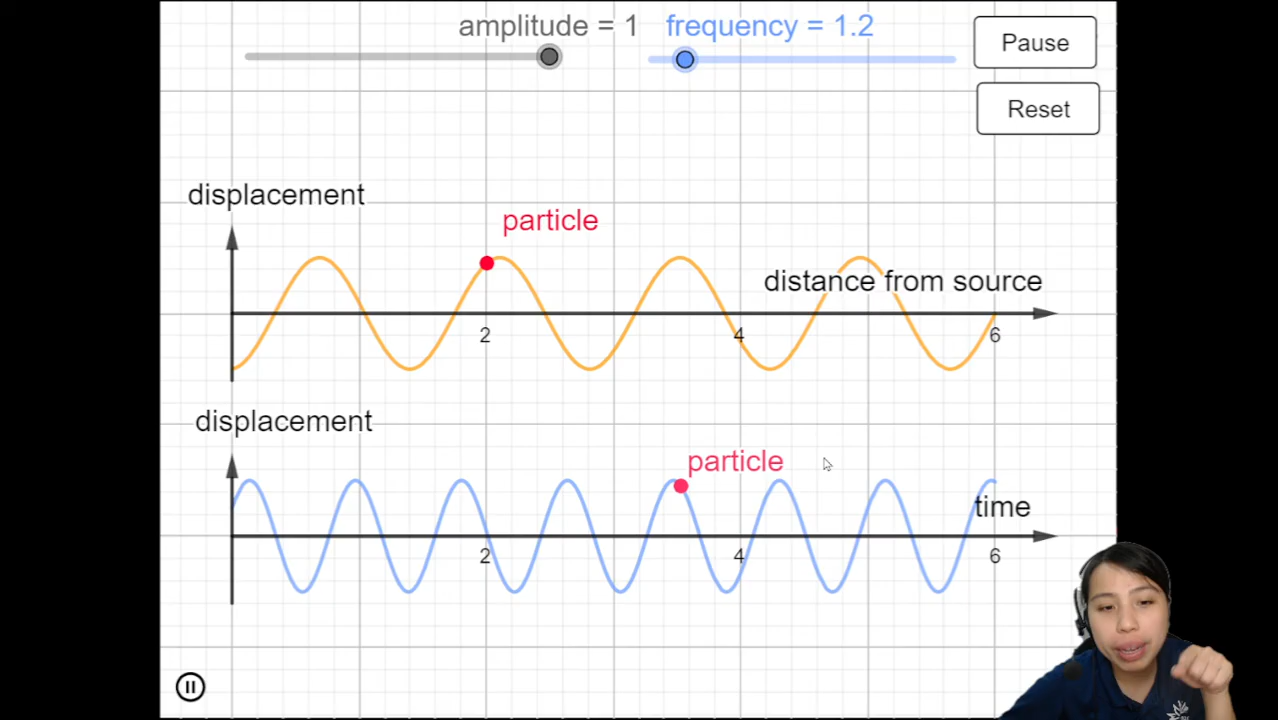 amplitude = 1
frequency = 1.2
Pause
Reset
displacement
particle
distance from source
2
4
6
displacement
particle
time
2
4
6